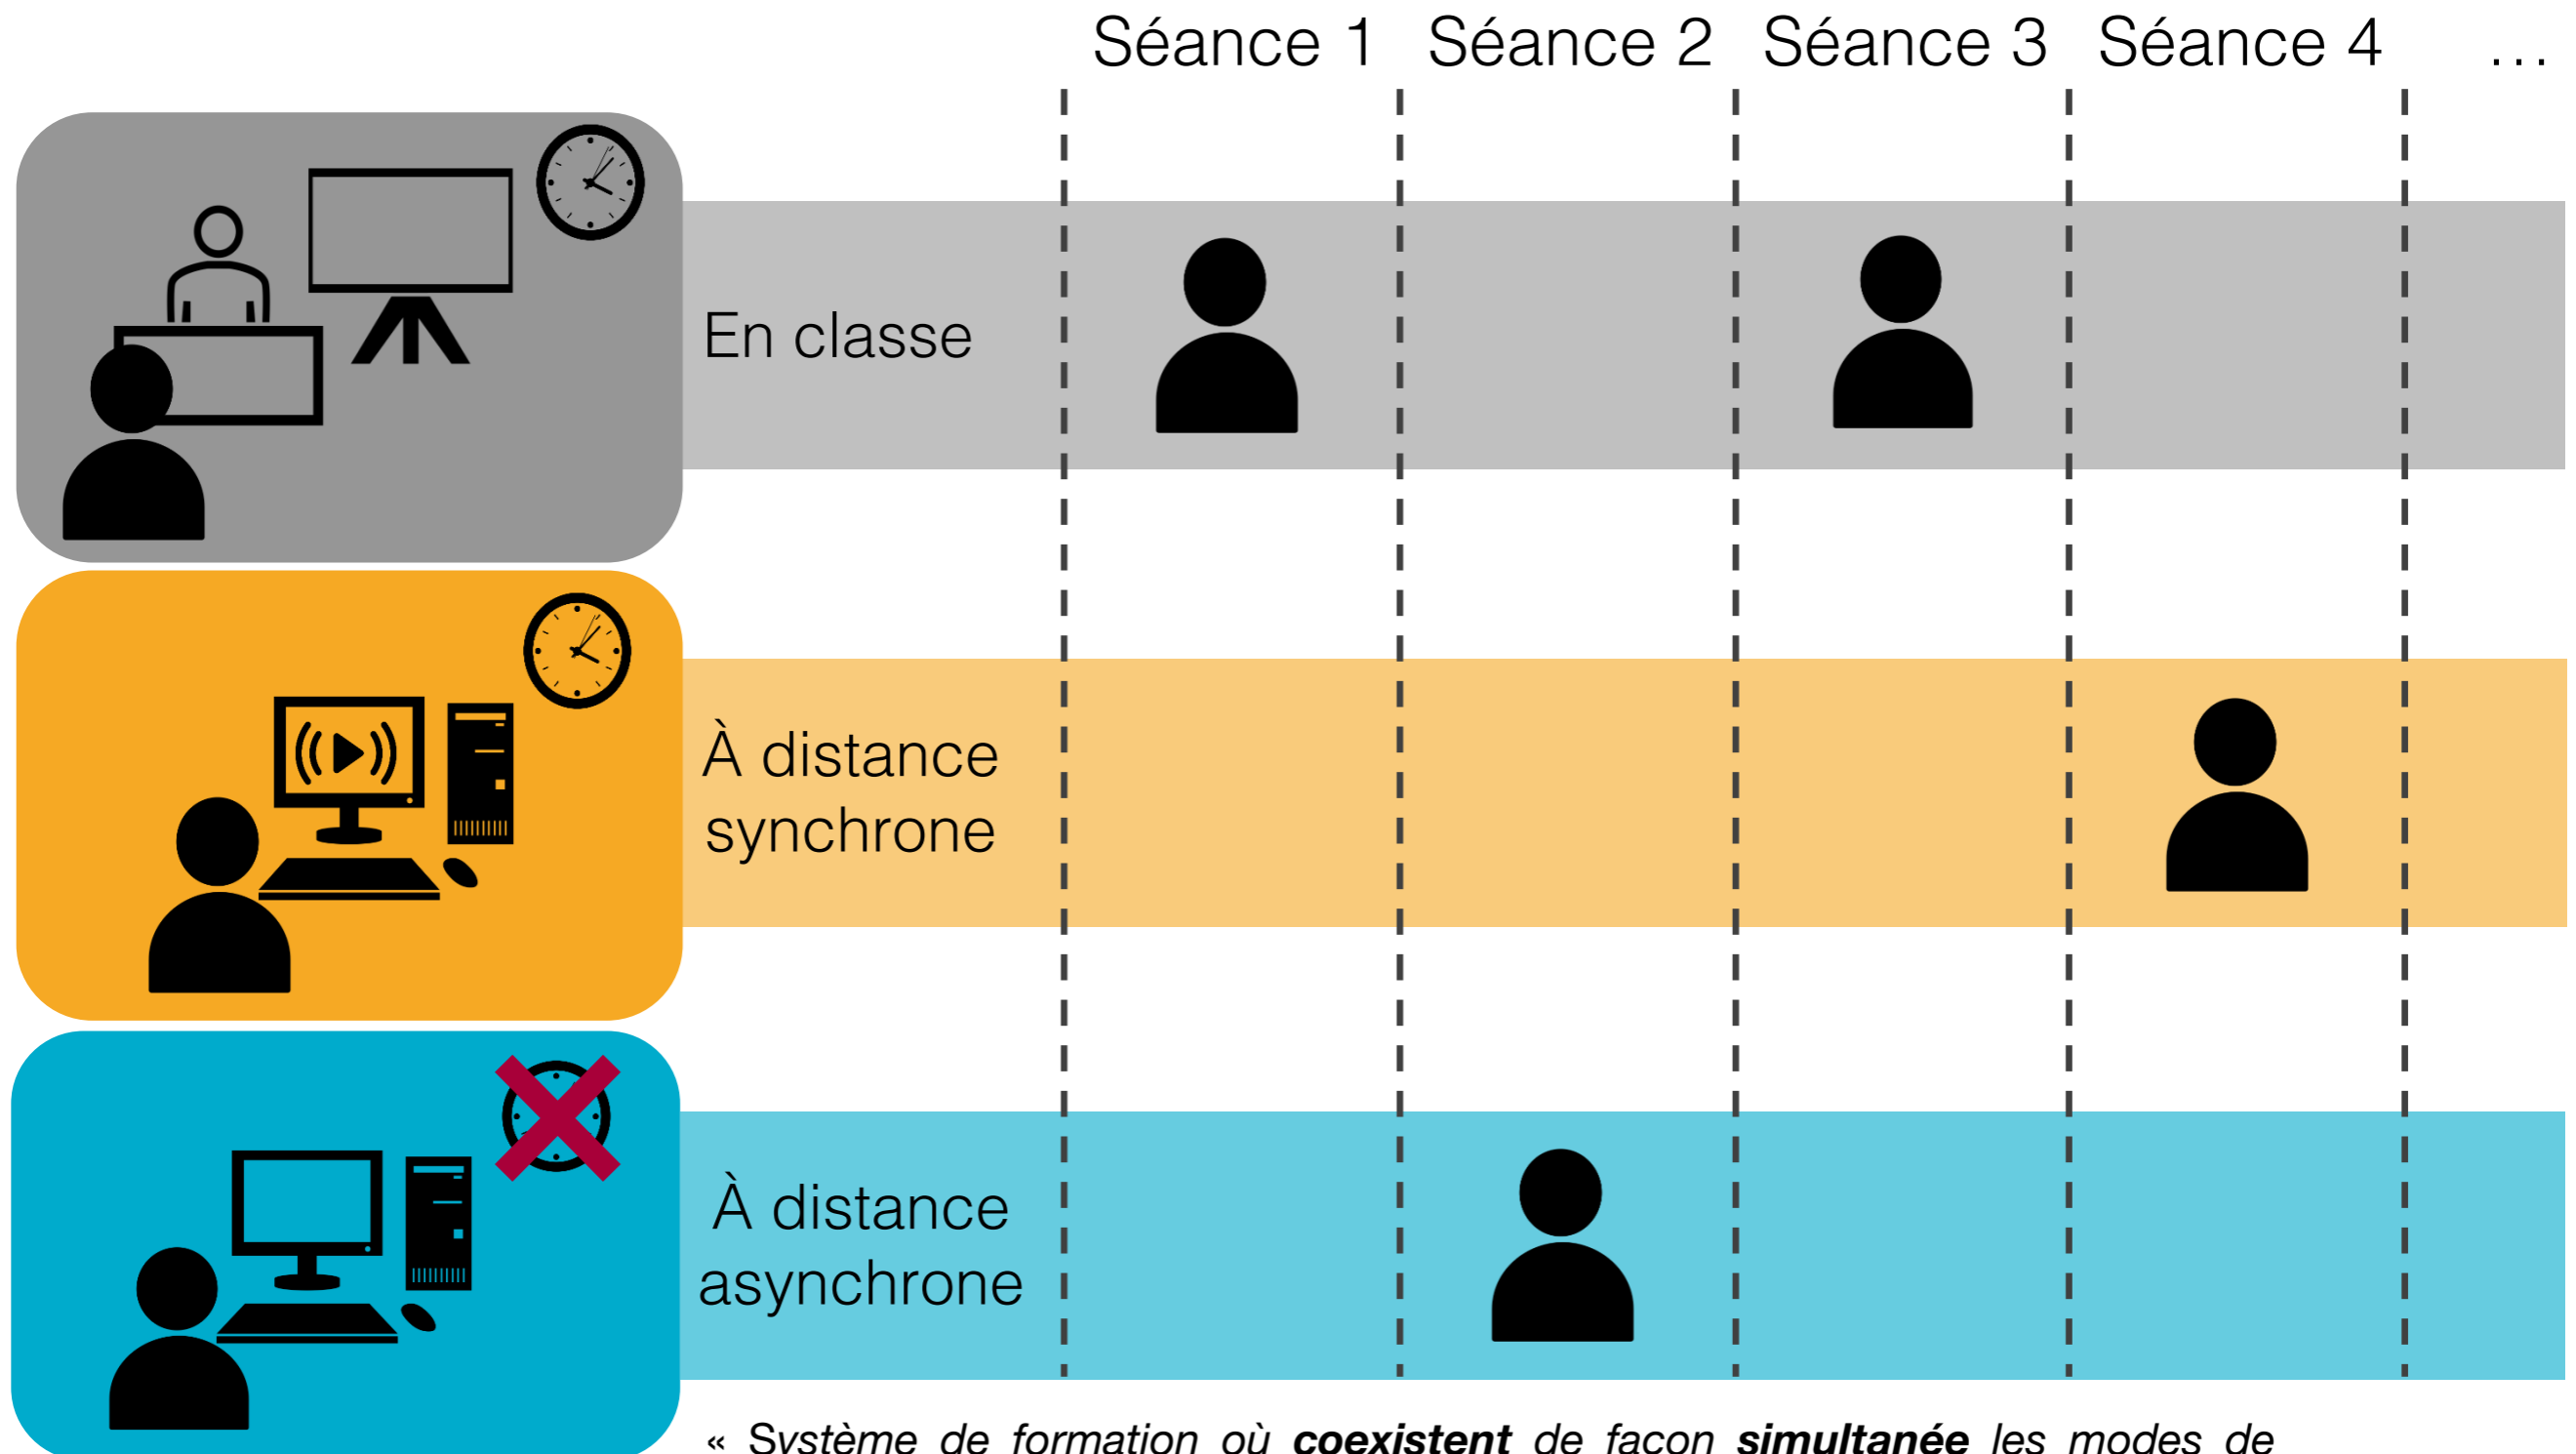 Séance 1 Séance 2 Séance 3 Séance 4 ...
En classe
À distance
synchrone
À distance
asynchrone
« Système de formation où coexistent de façon simultanée les modes de